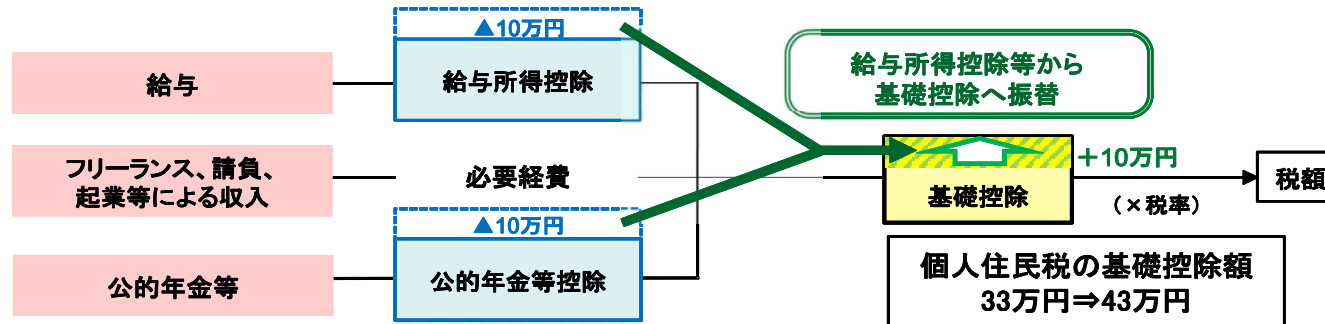 ▲10万円
給与
給与所得控除
給与所得控除等から
基礎控除へ振替
フリーランス、請負、
起業等による収入
必要経費
+10万円
基礎控除
(×税率)
税額
▲10万円
公的年金等
公的年金等控除
個人住民税の基礎控除額
33万円⇒43万円